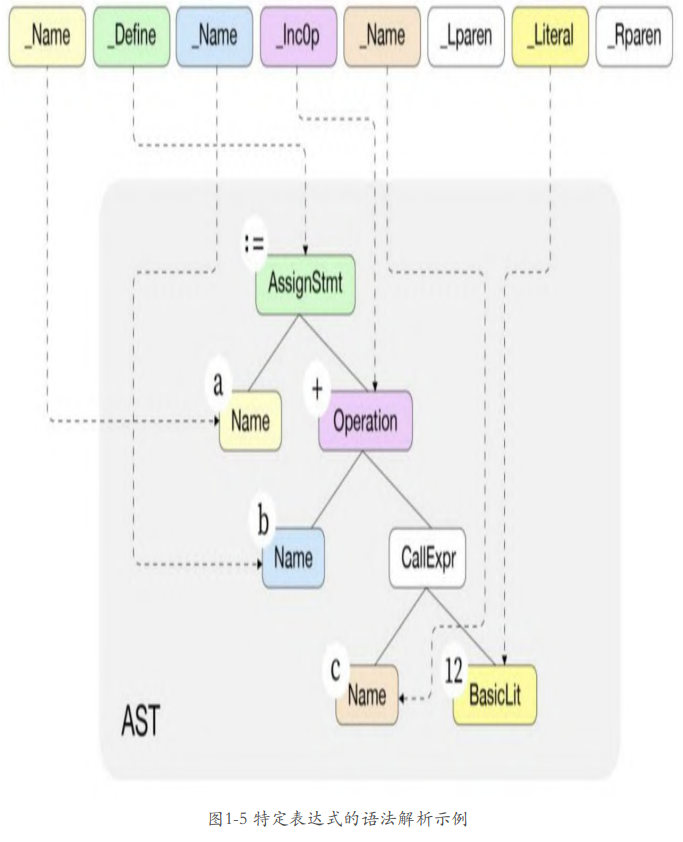 _Name _Define _Name _IncOp _Name _Lparen _Literal _Rparen
:=
AssignStmt
a
+
Name
Operation
b
Name
CallExpr
c
12
Name
BasicLit
AST
图1-5 特定表达式的语法解析示例